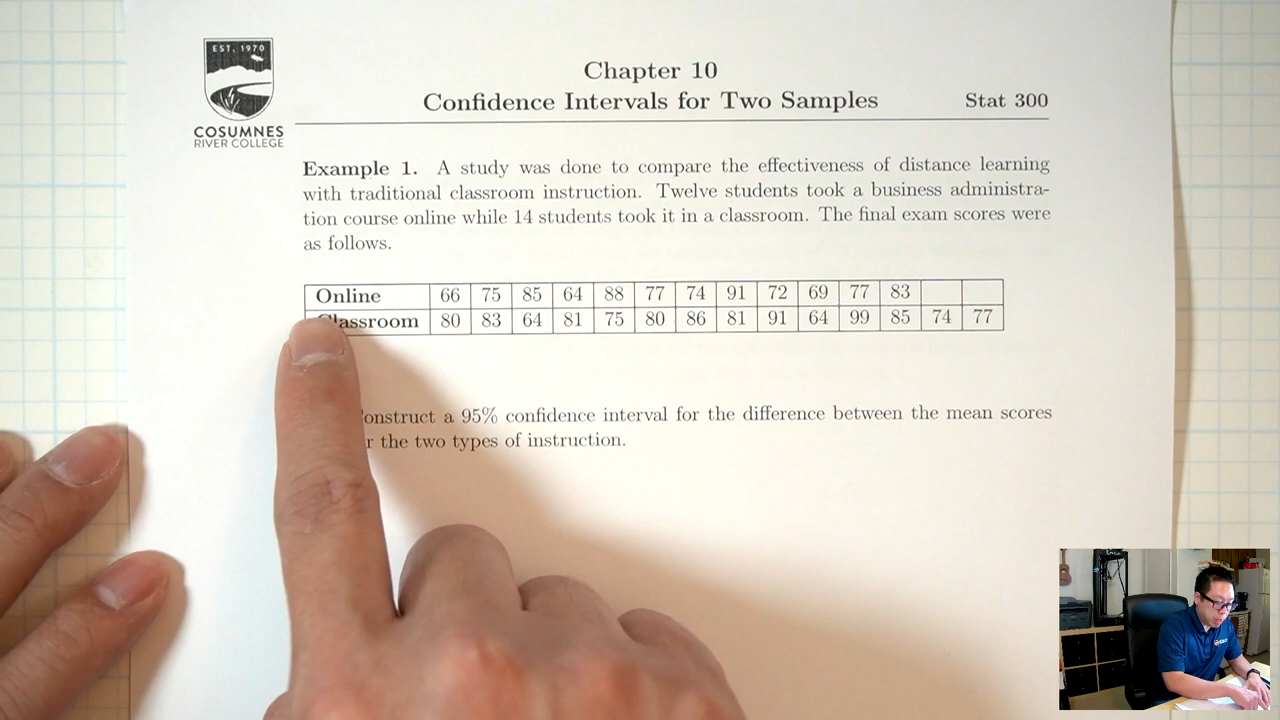 EST. 1970
COSUMNES
RIVER COLLEGE
Chapter 10
Confidence Intervals for Two Samples
Stat 300
Example 1. A study was done to compare the effectiveness of distance learning
with traditional classroom instruction. Twelve students took a business administra-
tion course online while 14 students took it in a classroom. The final exam scores were
as follows.
Online 66 75 85 64 88 77 74 91 72 69 77 83
Classroom 80 83 64 81 75 80 86 81 91 64 99 85 74 77
onstruct a 95% confidence interval for the difference between the mean scores
r the two types of instruction.